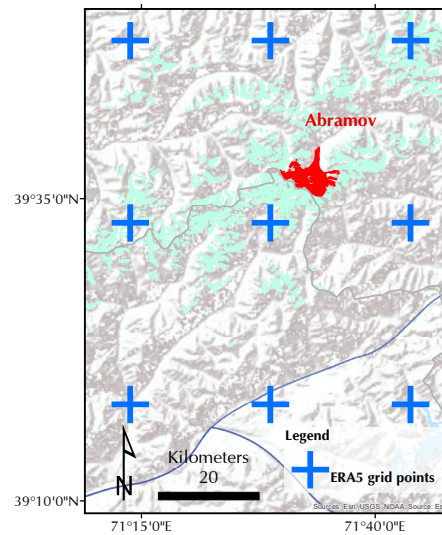 Abramov
39°35'0"N
Legend
Kilometers
20
ERA5 grid points
N
39°10'0"N
Sources: Esri, USGS, NOAA, Source: Es
71°15'0"E
71°40'0"E